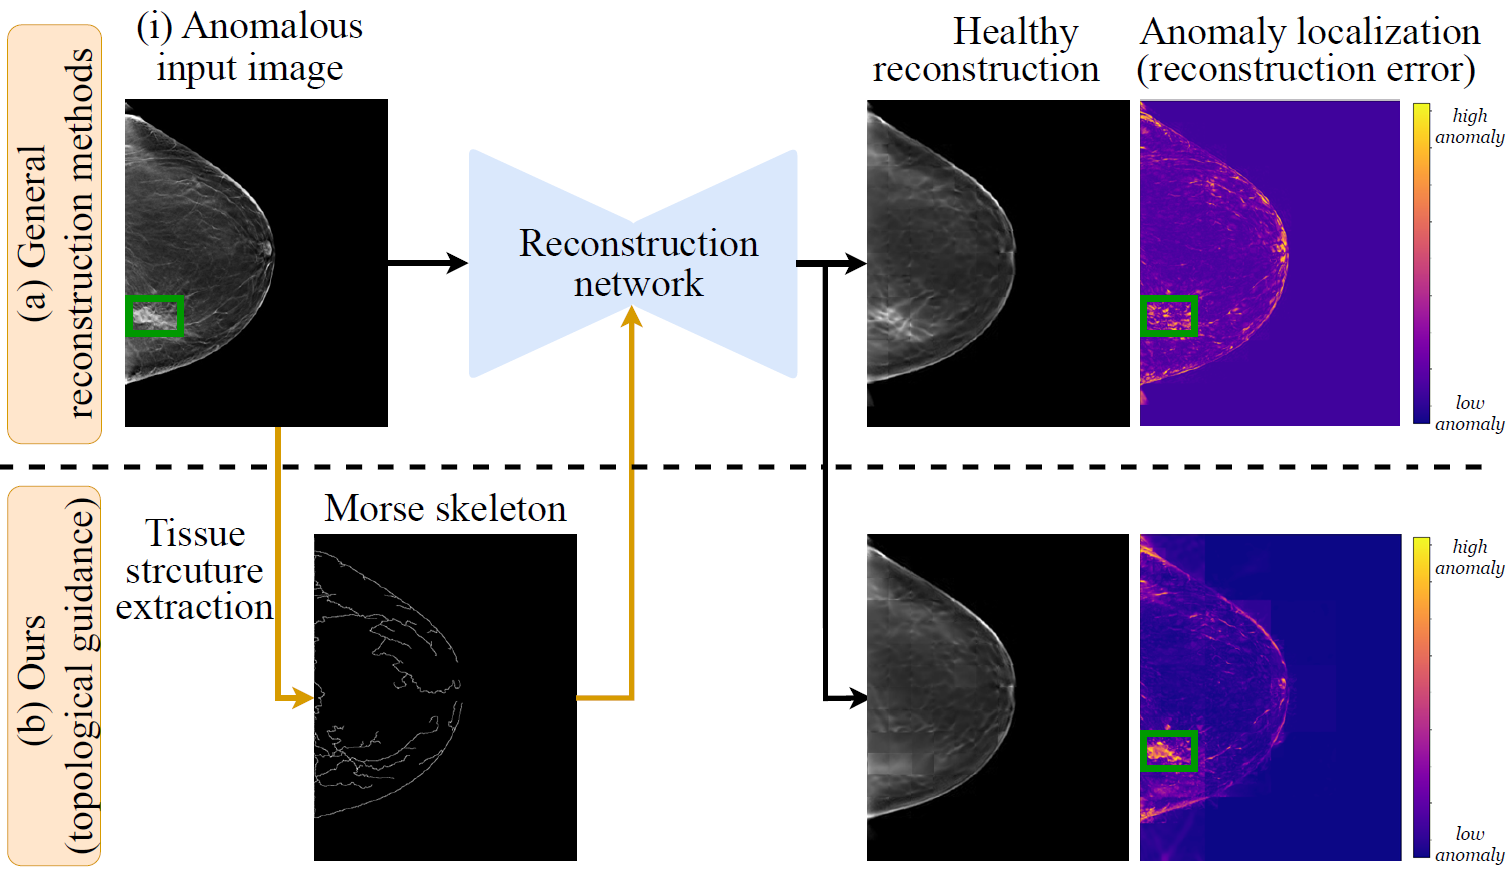 (i) Anomalous
input image
Healthy
reconstruction
Anomaly localization
(reconstruction error)
(a) General
reconstruction methods
high
anomaly
low
anomaly
Reconstruction
network
(b) Ours
(topological guidance)
Tissue
strcuture
extraction
Morse skeleton
high
anomaly
low
anomaly